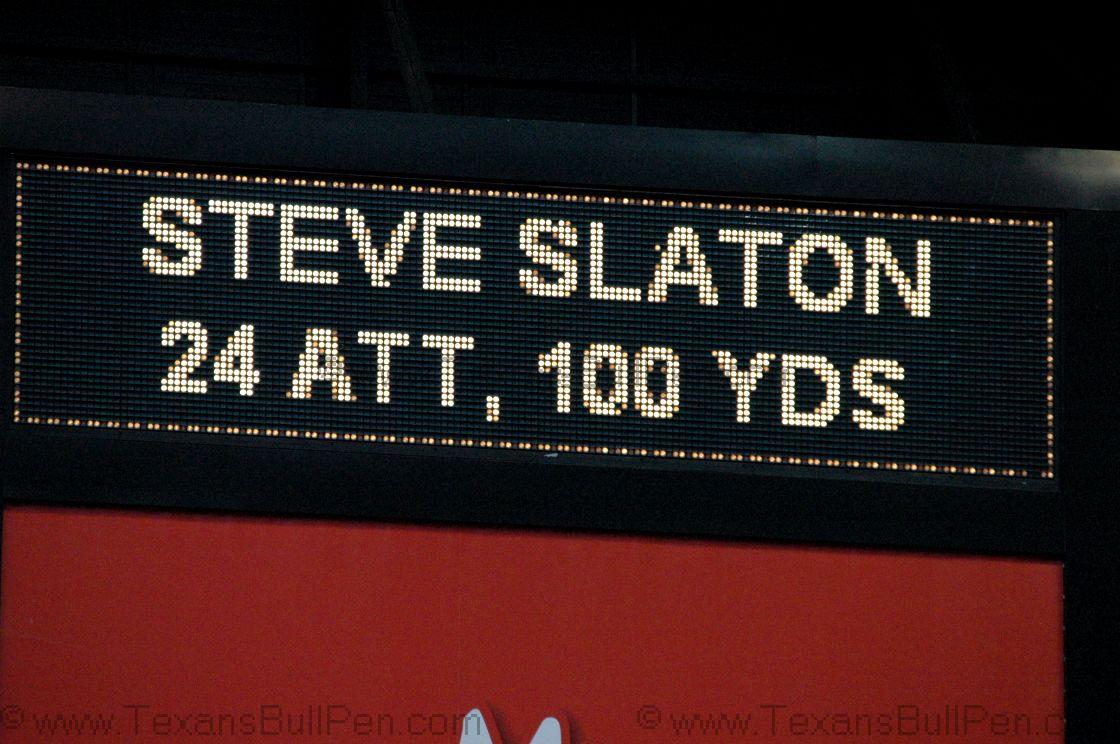 STEVE SLATON
24 ATT, 100 YDS
© www.TexansBullPen.com © www.TexansBullPen.c